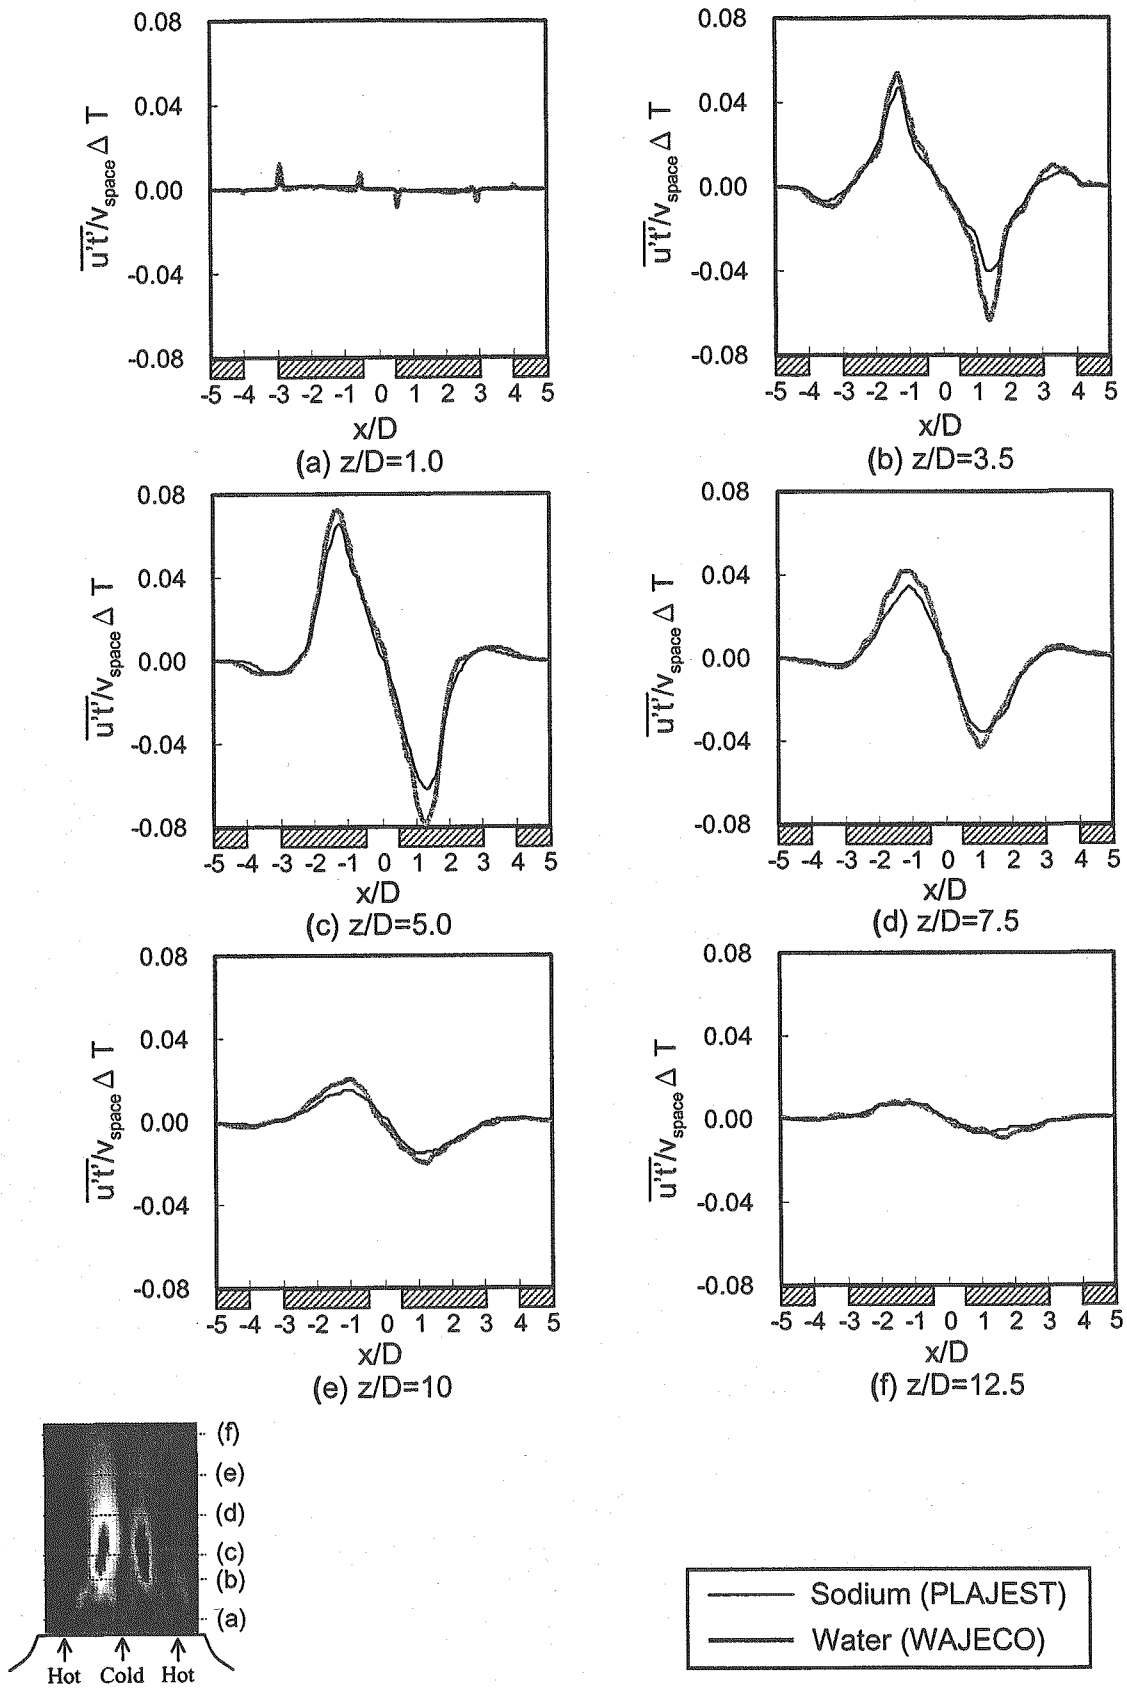 0.08
0.04
0.00
-0.04
-0.08
u't'/v_space Δ T
-5 -4 -3 -2 -1 0 1 2 3 4 5
x/D
(a) z/D=1.0
0.08
0.04
0.00
-0.04
-0.08
u't'/v_space Δ T
-5 -4 -3 -2 -1 0 1 2 3 4 5
x/D
(b) z/D=3.5
0.08
0.04
0.00
-0.04
-0.08
u't'/v_space Δ T
-5 -4 -3 -2 -1 0 1 2 3 4 5
x/D
(c) z/D=5.0
0.08
0.04
0.00
-0.04
-0.08
u't'/v_space Δ T
-5 -4 -3 -2 -1 0 1 2 3 4 5
x/D
(d) z/D=7.5
0.08
0.04
0.00
-0.04
-0.08
u't'/v_space Δ T
-5 -4 -3 -2 -1 0 1 2 3 4 5
x/D
(e) z/D=10
0.08
0.04
0.00
-0.04
-0.08
u't'/v_space Δ T
-5 -4 -3 -2 -1 0 1 2 3 4 5
x/D
(f) z/D=12.5
(f)
(e)
(d)
(c)
(b)
(a)
Hot Cold Hot
Sodium (PLAJEST)
Water (WAJECO)